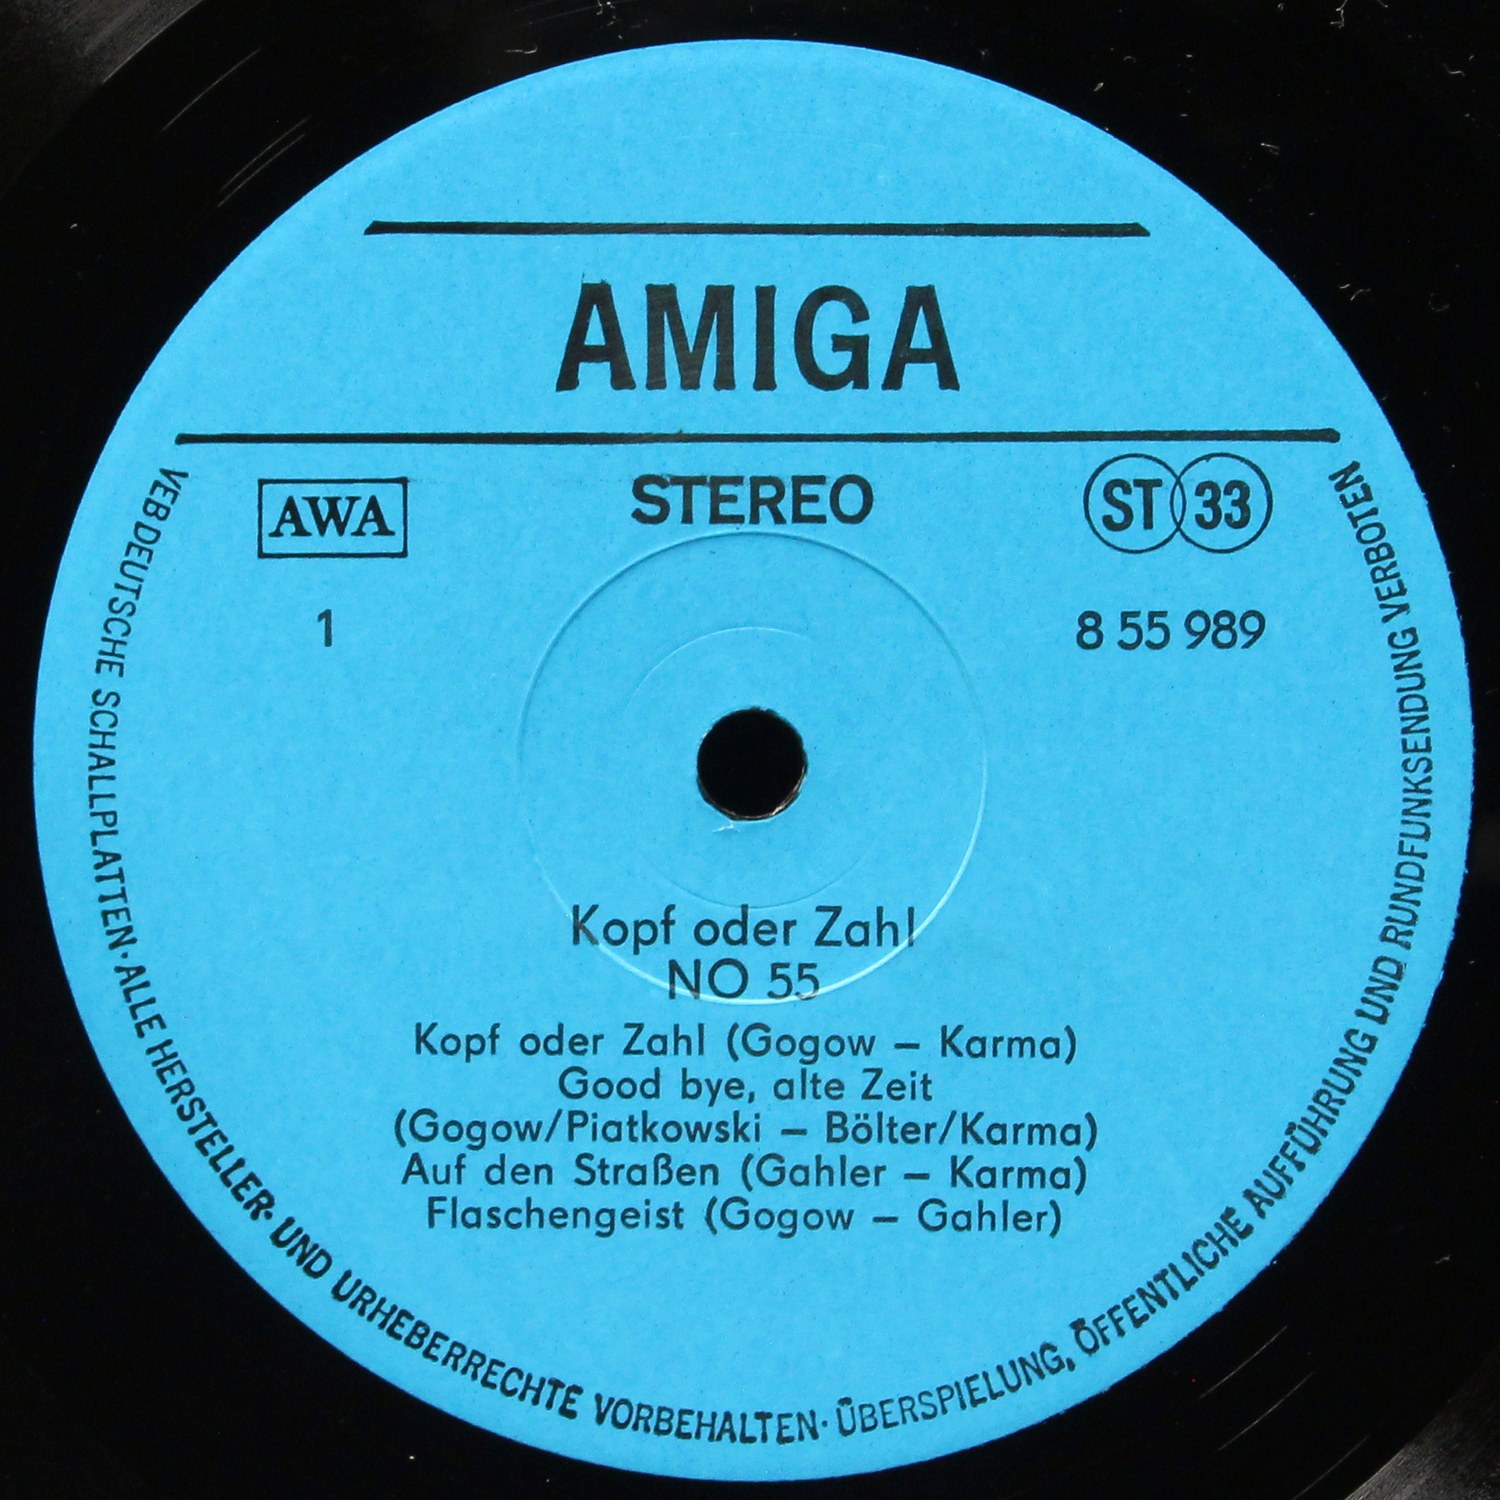 AMIGA
AWA
STEREO
ST 33
1
8 55 989
Kopf oder Zahl
NO 55
Kopf oder Zahl (Gogow – Karma)
Good bye, alte Zeit
(Gogow/Piatkowski – Bölter/Karma)
Auf den Straßen (Gahler – Karma)
Flaschengeist (Gogow – Gahler)
VEB DEUTSCHE SCHALLPLATTEN · ALLE HERSTELLER- UND URHEBERRECHTE VORBEHALTEN · ÜBERSPIELUNG, ÖFFENTLICHE AUFFÜHRUNG UND RUNDFUNKSENDUNG VERBOTEN